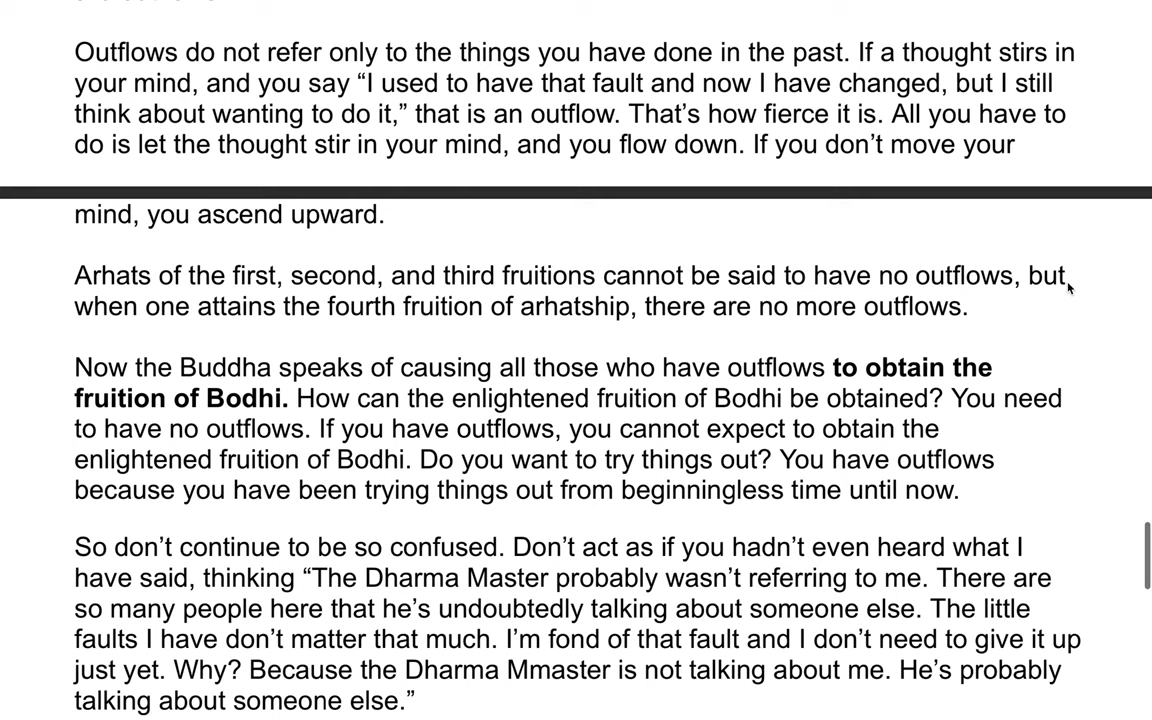 Outflows do not refer only to the things you have done in the past. If a thought stirs in
your mind, and you say “I used to have that fault and now I have changed, but I still
think about wanting to do it,” that is an outflow. That’s how fierce it is. All you have to
do is let the thought stir in your mind, and you flow down. If you don’t move your
mind, you ascend upward.
Arhats of the first, second, and third fruitions cannot be said to have no outflows, but
when one attains the fourth fruition of arhatship, there are no more outflows.
Now the Buddha speaks of causing all those who have outflows to obtain the
fruition of Bodhi. How can the enlightened fruition of Bodhi be obtained? You need
to have no outflows. If you have outflows, you cannot expect to obtain the
enlightened fruition of Bodhi. Do you want to try things out? You have outflows
because you have been trying things out from beginningless time until now.
So don’t continue to be so confused. Don’t act as if you hadn’t even heard what I
have said, thinking “The Dharma Master probably wasn’t referring to me. There are
so many people here that he’s undoubtedly talking about someone else. The little
faults I have don’t matter that much. I’m fond of that fault and I don’t need to give it up
just yet. Why? Because the Dharma Mmaster is not talking about me. He’s probably
talking about someone else.”